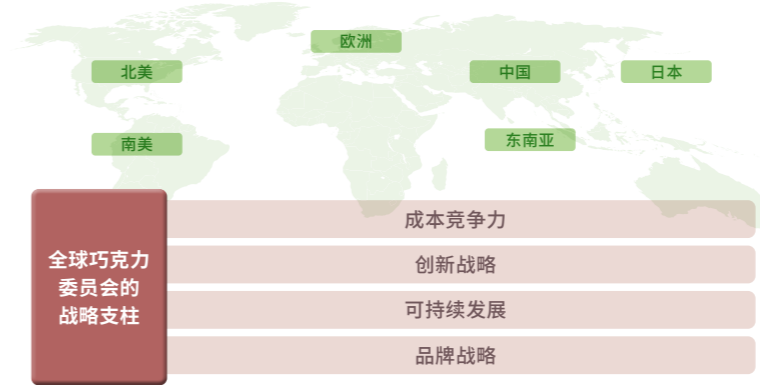 欧洲
北美
中国
日本
南美
东南亚
全球巧克力
委员会的
战略支柱
成本竞争力
创新战略
可持续发展
品牌战略